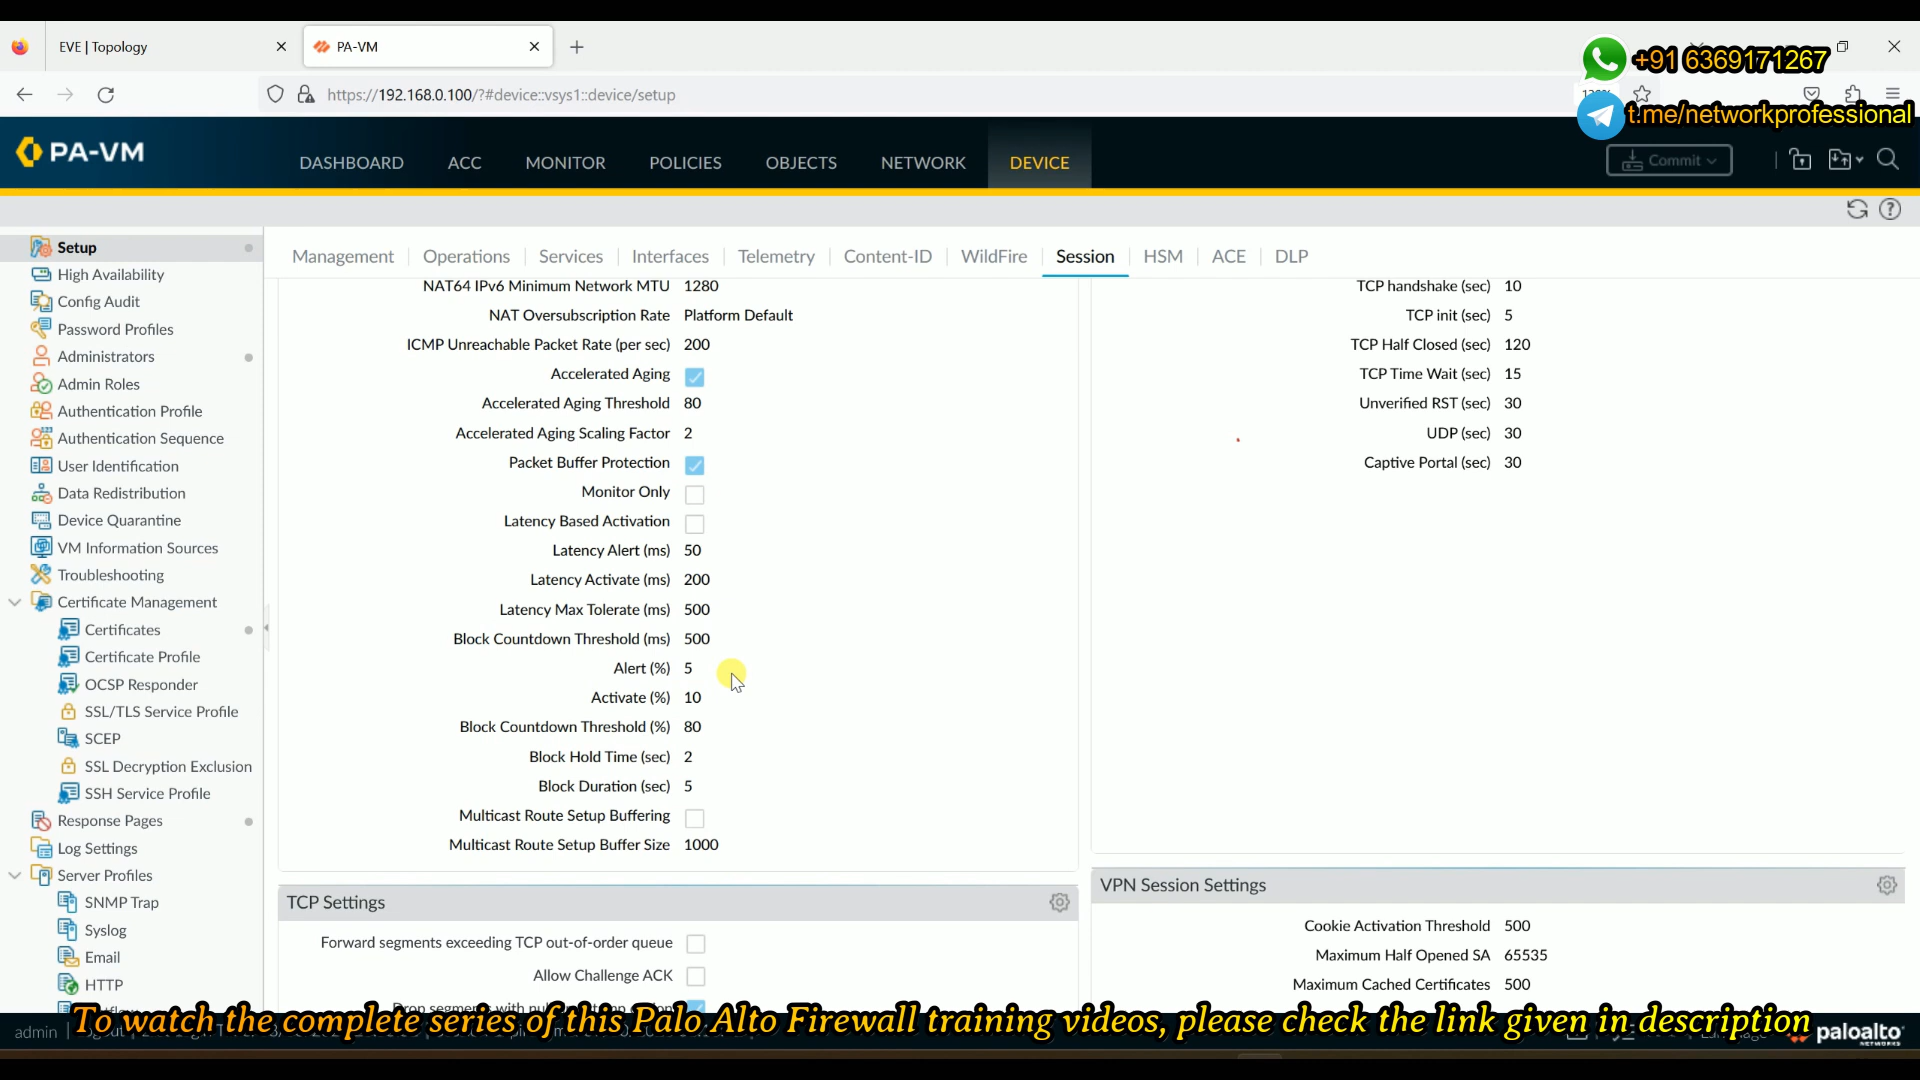 EVE | Topology
PA-VM
+91 6369171267
https://192.168.0.100/?#device::vsys1::device/setup
t.me/networkprofessional
PA-VM
DASHBOARD
ACC
MONITOR
POLICIES
OBJECTS
NETWORK
DEVICE
Commit
Setup
High Availability
Config Audit
Password Profiles
Administrators
Admin Roles
Authentication Profile
Authentication Sequence
User Identification
Data Redistribution
Device Quarantine
VM Information Sources
Troubleshooting
Certificate Management
Certificates
Certificate Profile
OCSP Responder
SSL/TLS Service Profile
SCEP
SSL Decryption Exclusion
SSH Service Profile
Response Pages
Log Settings
Server Profiles
SNMP Trap
Syslog
Email
HTTP
Management
Operations
Services
Interfaces
Telemetry
Content-ID
WildFire
Session
HSM
ACE
DLP
NAT64 IPv6 Minimum Network MTU 1280
NAT Oversubscription Rate Platform Default
ICMP Unreachable Packet Rate (per sec) 200
Accelerated Aging
Accelerated Aging Threshold 80
Accelerated Aging Scaling Factor 2
Packet Buffer Protection
Monitor Only
Latency Based Activation
Latency Alert (ms) 50
Latency Activate (ms) 200
Latency Max Tolerate (ms) 500
Block Countdown Threshold (ms) 500
Alert (%) 5
Activate (%) 10
Block Countdown Threshold (%) 80
Block Hold Time (sec) 2
Block Duration (sec) 5
Multicast Route Setup Buffering
Multicast Route Setup Buffer Size 1000
TCP Settings
Forward segments exceeding TCP out-of-order queue
Allow Challenge ACK
TCP handshake (sec) 10
TCP init (sec) 5
TCP Half Closed (sec) 120
TCP Time Wait (sec) 15
Unverified RST (sec) 30
UDP (sec) 30
Captive Portal (sec) 30
VPN Session Settings
Cookie Activation Threshold 500
Maximum Half Opened SA 65535
Maximum Cached Certificates 500
To watch the complete series of this Palo Alto Firewall training videos, please check the link given in description
admin
paloalto
NETWORKS